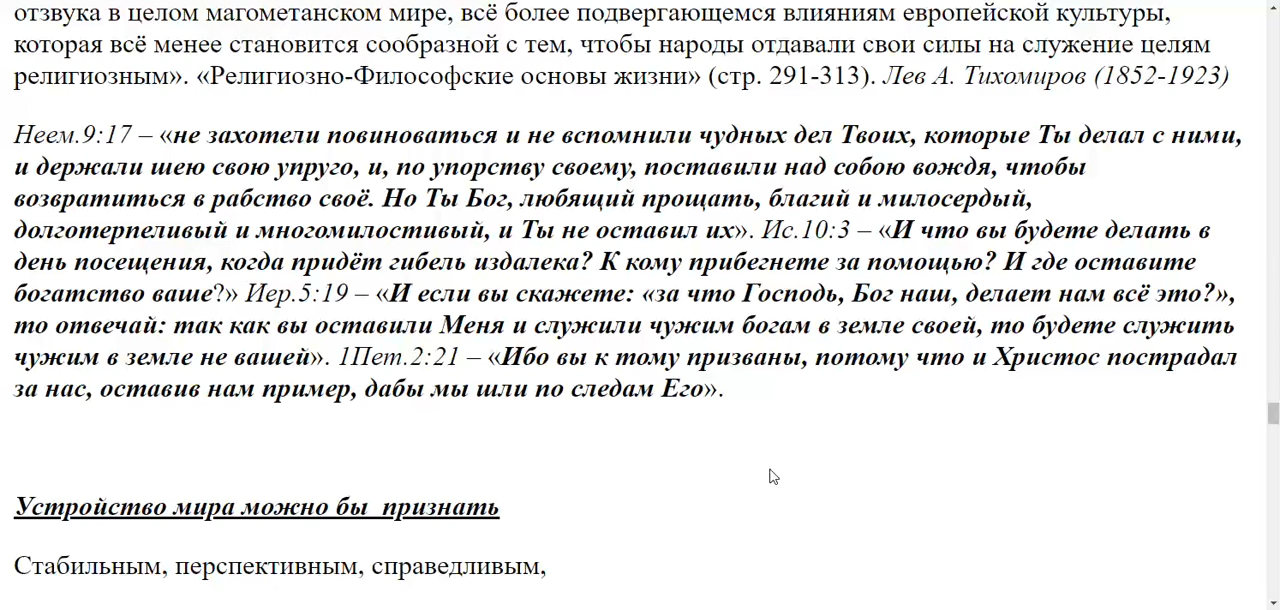 отзвука в целом магометанском мире, всё более подвергающемся влияниям европейской культуры,
которая всё менее становится сообразной с тем, чтобы народы отдавали свои силы на служение целям
религиозным». «Религиозно-Философские основы жизни» (стр. 291-313). Лев А. Тихомиров (1852-1923)
Неем.9:17 – «не захотели повиноваться и не вспомнили чудных дел Твоих, которые Ты делал с ними,
и держали шею свою упруго, и, по упорству своему, поставили над собою вождя, чтобы
возвратиться в рабство своё. Но Ты Бог, любящий прощать, благий и милосердый,
долготерпеливый и многомилостивый, и Ты не оставил их». Ис.10:3 – «И что вы будете делать в
день посещения, когда придёт гибель издалека? К кому прибегнете за помощью? И где оставите
богатство ваше?» Иер.5:19 – «И если вы скажете: «за что Господь, Бог наш, делает нам всё это?»,
то отвечай: так как вы оставили Меня и служили чужим богам в земле своей, то будете служить
чужим в земле не вашей». 1Пет.2:21 – «Ибо вы к тому призваны, потому что и Христос пострадал
за нас, оставив нам пример, дабы мы шли по следам Его».
Устройство мира можно бы  признать
Стабильным, перспективным, справедливым,